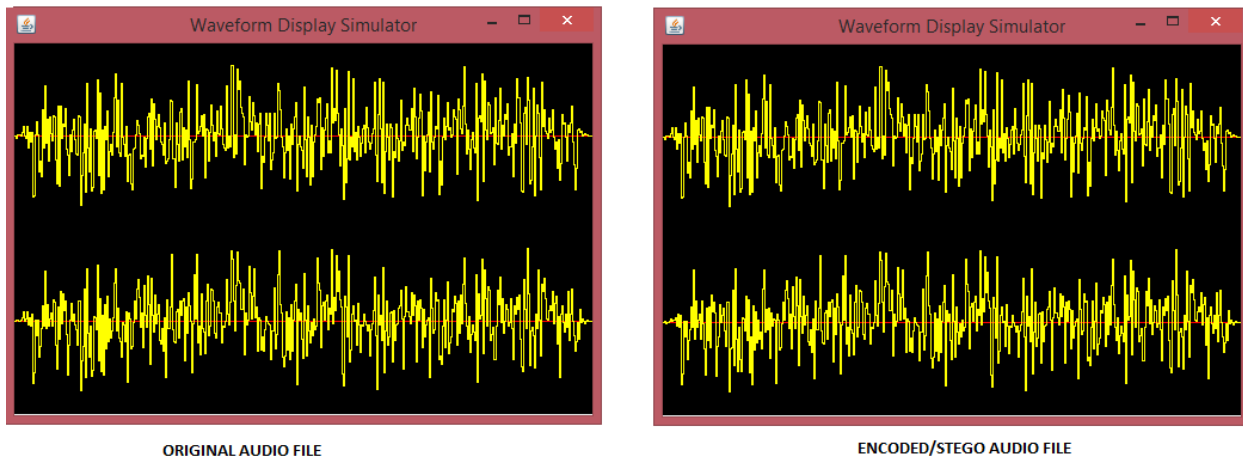 Waveform Display Simulator
Waveform Display Simulator
ORIGINAL AUDIO FILE
ENCODED/STEGO AUDIO FILE